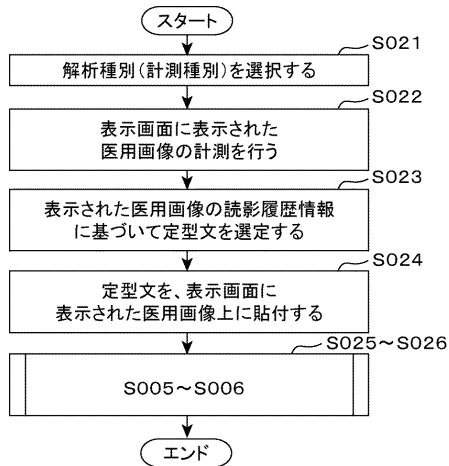 スタート
S021
解析種別(計測種別)を選択する
S022
表示画面に表示された
医用画像の計測を行う
S023
表示された医用画像の読影履歴情報
に基づいて定型文を選定する
S024
定型文を、表示画面に
表示された医用画像上に貼付する
S025〜S026
S005〜S006
エンド